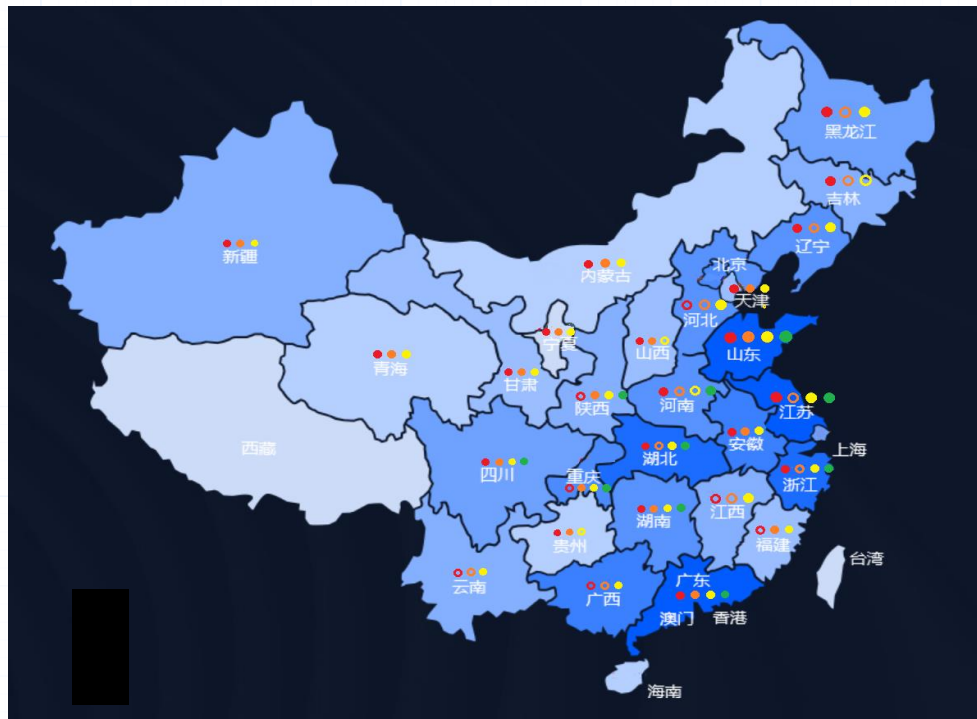 黑龙江
吉林
辽宁
新疆
北京
内蒙古
天津
河北
宁夏
山西
山东
青海
甘肃
陕西
河南
江苏
安徽
西藏
上海
湖北
四川
重庆
浙江
湖南
江西
贵州
福建
台湾
云南
广东
广西
澳门
香港
海南